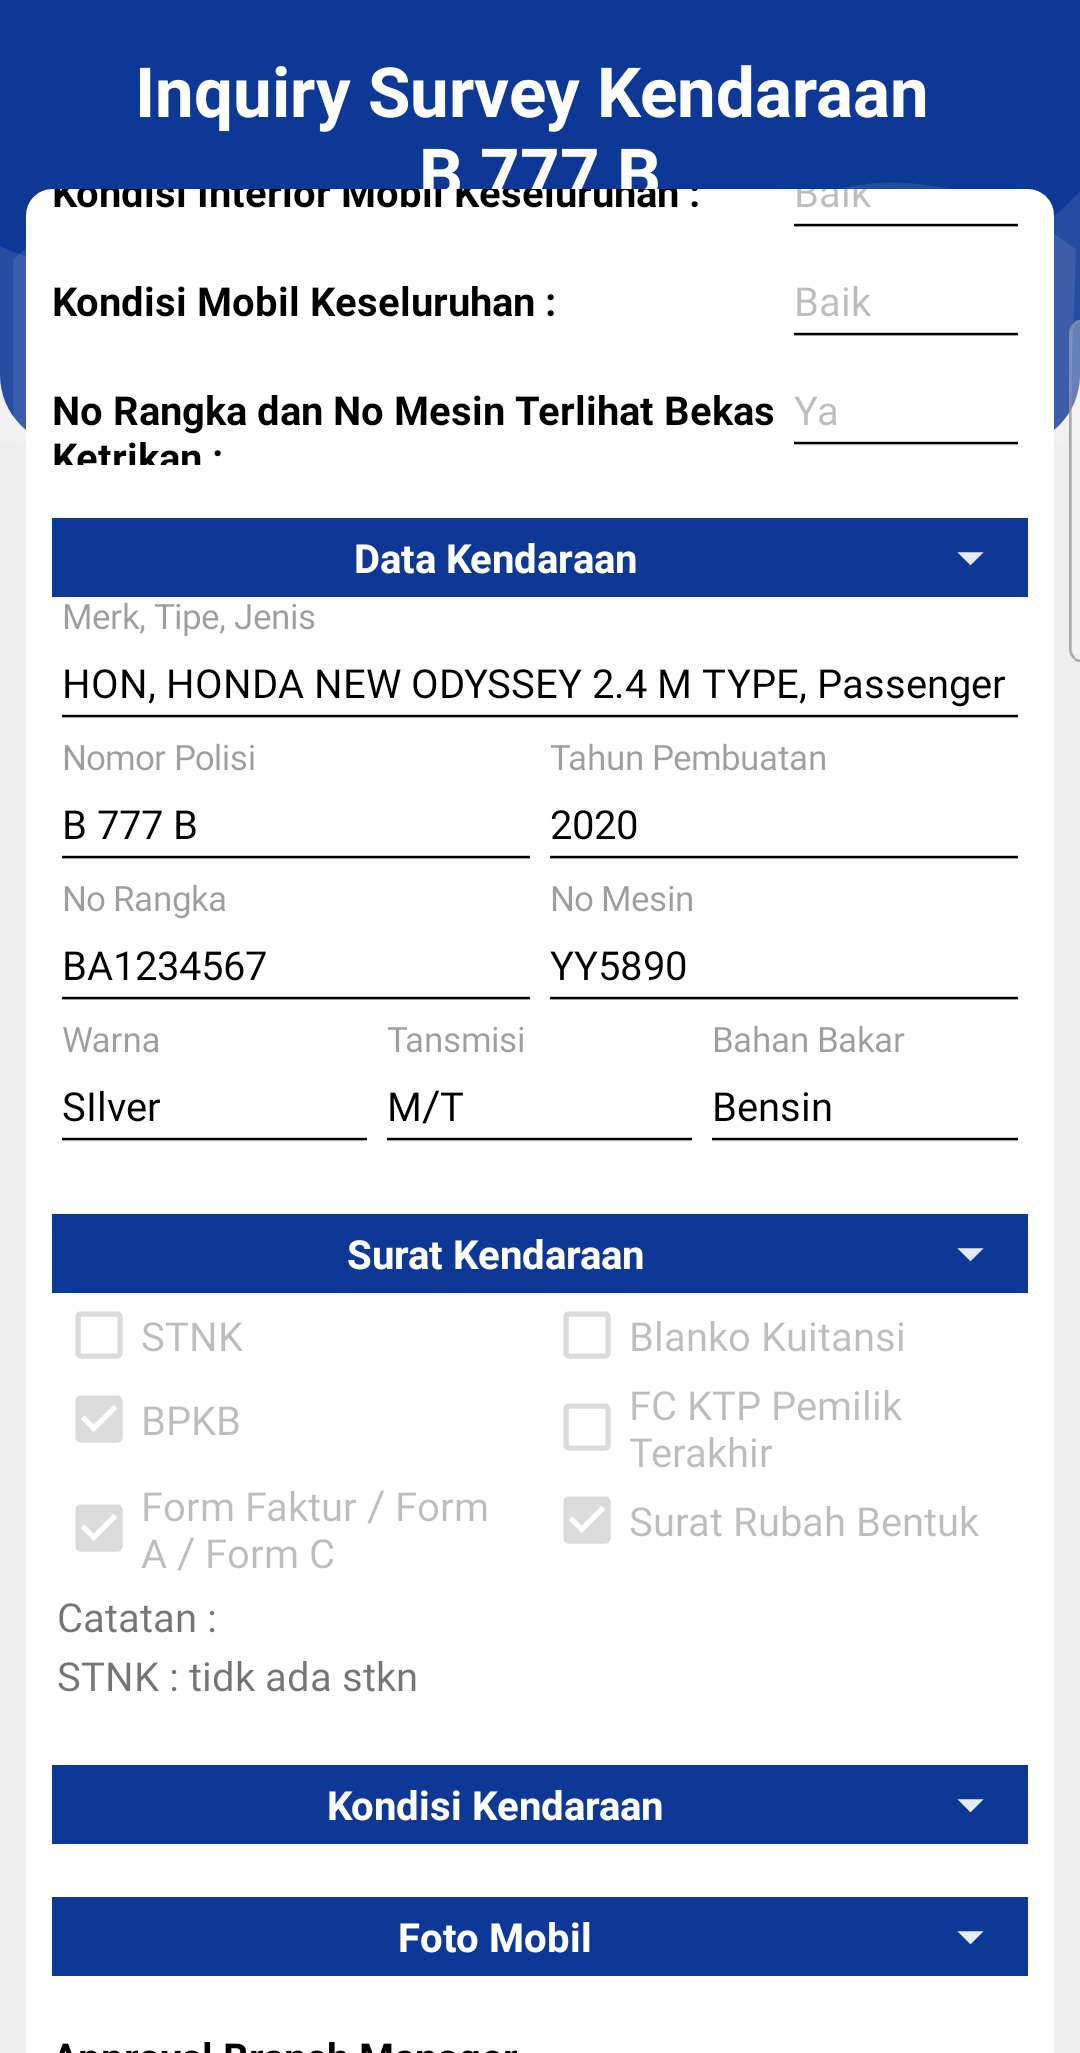 Inquiry Survey Kendaraan
B 777 B
Kondisi Interior Mobil Keseluruhan :
Baik
Kondisi Mobil Keseluruhan :
Baik
No Rangka dan No Mesin Terlihat Bekas
Ketrikan :
Ya
Data Kendaraan
Merk, Tipe, Jenis
HON, HONDA NEW ODYSSEY 2.4 M TYPE, Passenger
Nomor Polisi
Tahun Pembuatan
B 777 B
2020
No Rangka
No Mesin
BA1234567
YY5890
Warna
Tansmisi
Bahan Bakar
SIlver
M/T
Bensin
Surat Kendaraan
STNK
Blanko Kuitansi
BPKB
FC KTP Pemilik
Terakhir
Form Faktur / Form
A / Form C
Surat Rubah Bentuk
Catatan :
STNK : tidk ada stkn
Kondisi Kendaraan
Foto Mobil
Approval Branch Manager